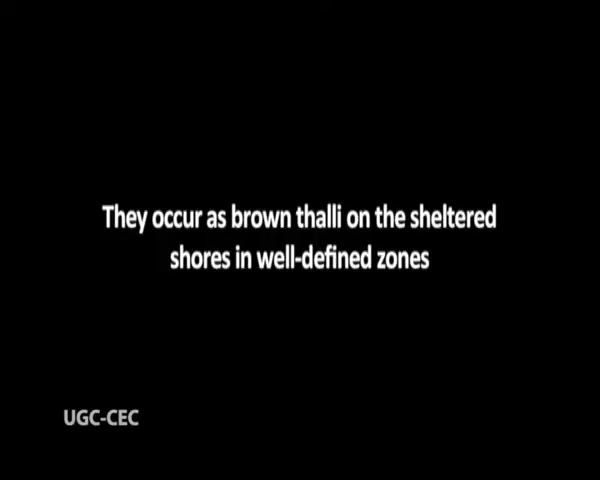 They occur as brown thalli on the sheltered
shores in well-defined zones
UGC-CEC